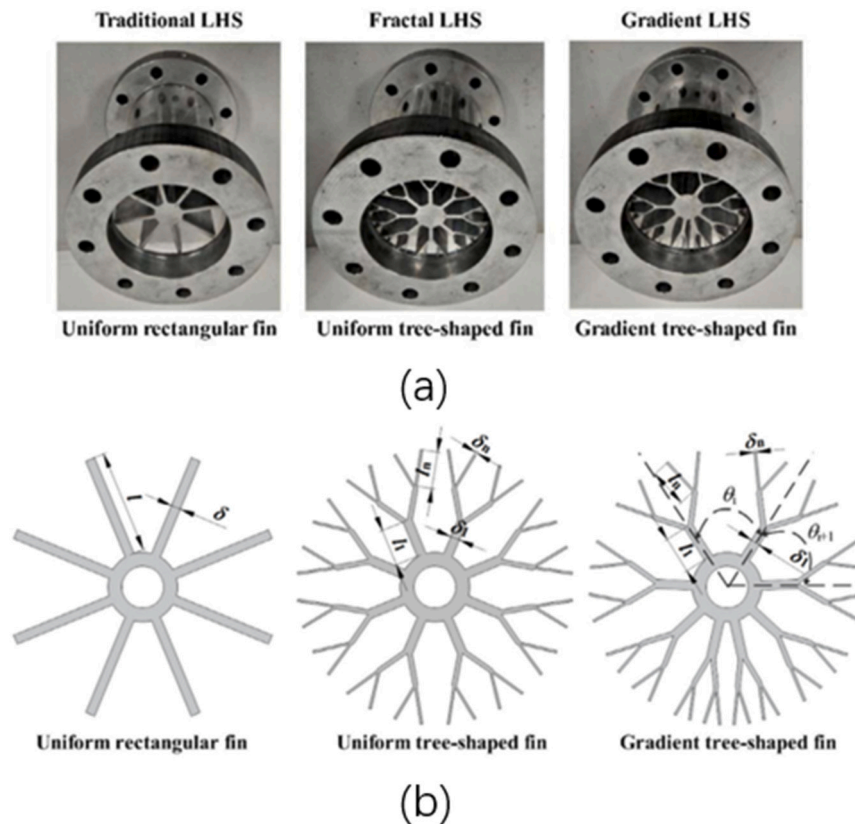 Traditional LHS Fractal LHS Gradient LHS
Uniform rectangular fin Uniform tree-shaped fin Gradient tree-shaped fin
(a)
l δ
lₙ δₙ l₁ δ₁
lₙ δₙ θᵢ θᵢ₊₁ l₁ δ₁
Uniform rectangular fin Uniform tree-shaped fin Gradient tree-shaped fin
(b)